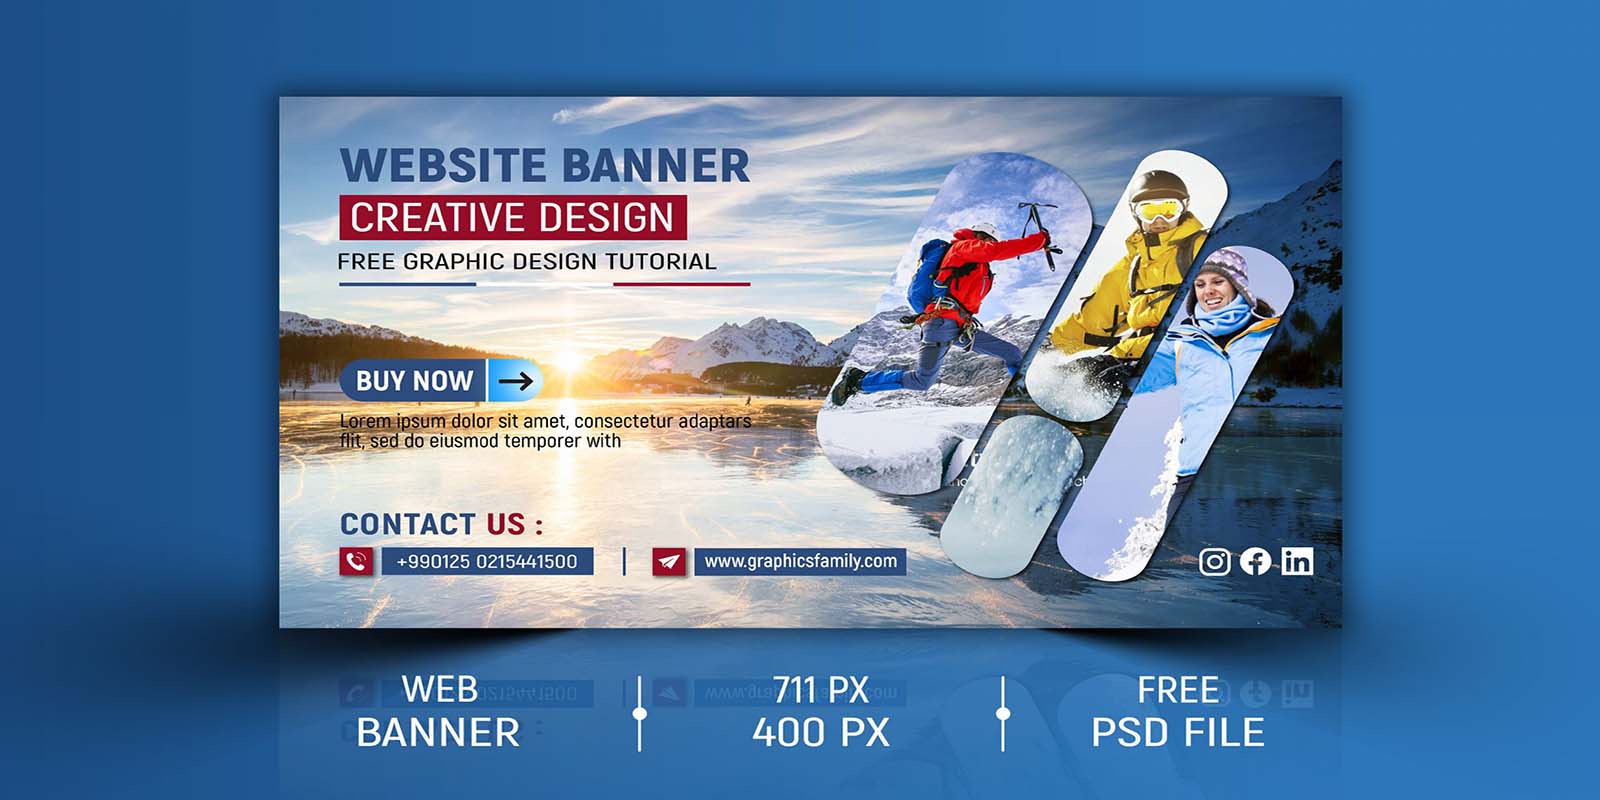 WEBSITE BANNER
CREATIVE DESIGN
FREE GRAPHIC DESIGN TUTORIAL
BUY NOW
Lorem ipsum dolor sit amet, consectetur adaptars
flit, sed do eiusmod temporer with
CONTACT US :
+990125 0215441500
www.graphicsfamily.com
in
WEB
BANNER
711 PX
400 PX
FREE
PSD FILE